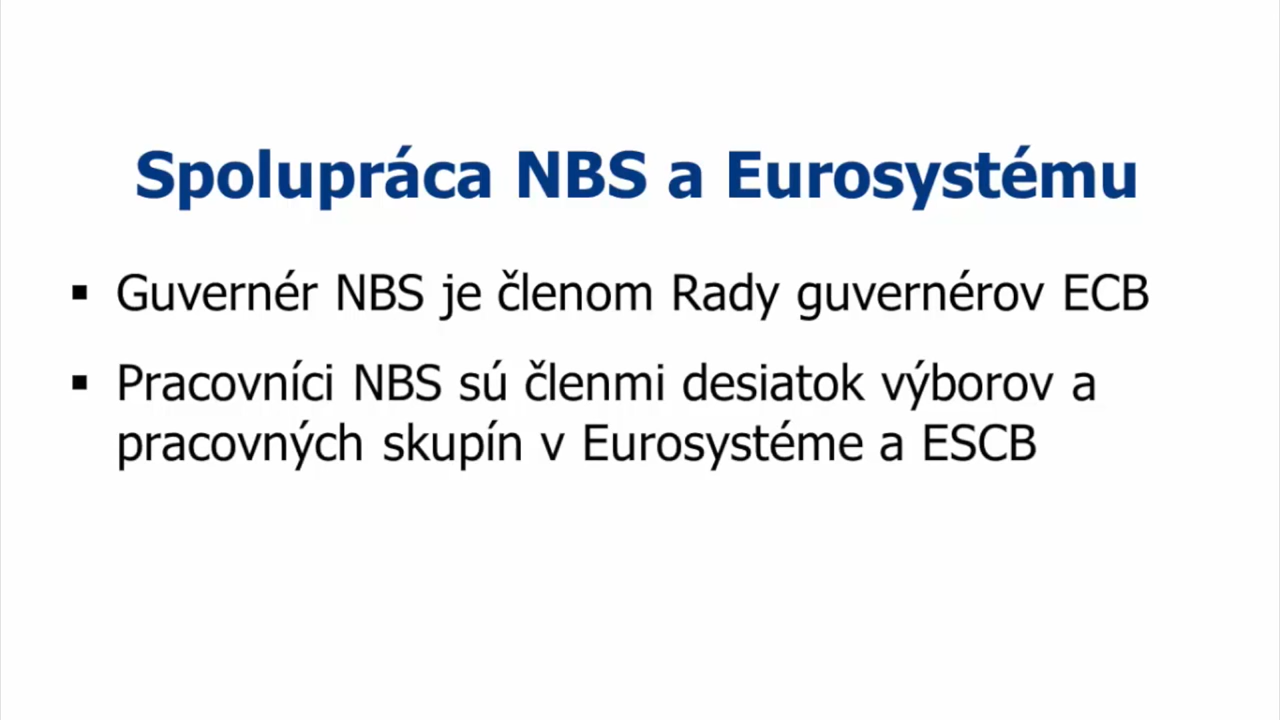 Spolupráca NBS a Eurosystému
▪ Guvernér NBS je členom Rady guvernérov ECB
▪ Pracovníci NBS sú členmi desiatok výborov a
pracovných skupín v Eurosystéme a ESCB